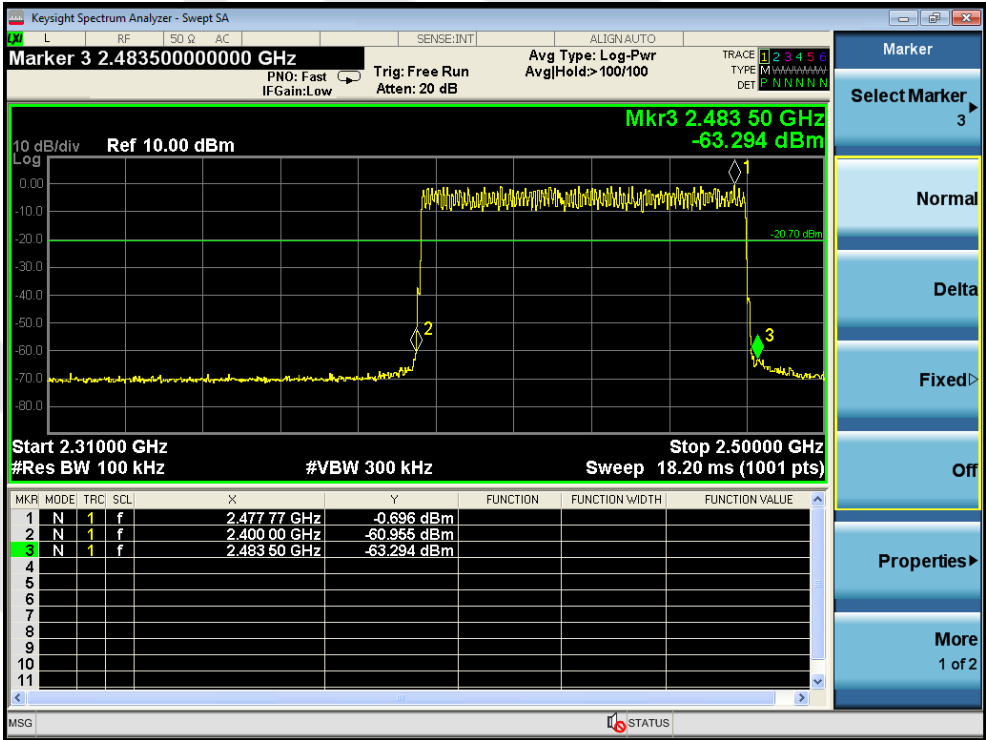 Keysight Spectrum Analyzer - Swept SA
LXI L RF 50 Ω AC SENSE:INT ALIGN AUTO
Marker 3 2.483500000000 GHz
PNO: Fast
IFGain:Low
Trig: Free Run
Atten: 20 dB
Avg Type: Log-Pwr
Avg|Hold:> 100/100
TRACE 1 2 3 4 5 6
TYPE M WWWWW
DET P N N N N N
Mkr3 2.483 50 GHz
-63.294 dBm
10 dB/div Ref 10.00 dBm
Log
0.00
-10.0
-20.0
-30.0
-40.0
-50.0
-60.0
-70.0
-80.0
1
-20.70 dBm
2
3
Start 2.31000 GHz Stop 2.50000 GHz
#Res BW 100 kHz #VBW 300 kHz Sweep 18.20 ms (1001 pts)
MKR MODE TRC SCL X Y FUNCTION FUNCTION WIDTH FUNCTION VALUE
1 N 1 f 2.477 77 GHz -0.696 dBm
2 N 1 f 2.400 00 GHz -60.955 dBm
3 N 1 f 2.483 50 GHz -63.294 dBm
4
5
6
7
8
9
10
11
MSG STATUS
Marker
Select Marker
3
Normal
Delta
Fixed
Off
Properties
More
1 of 2